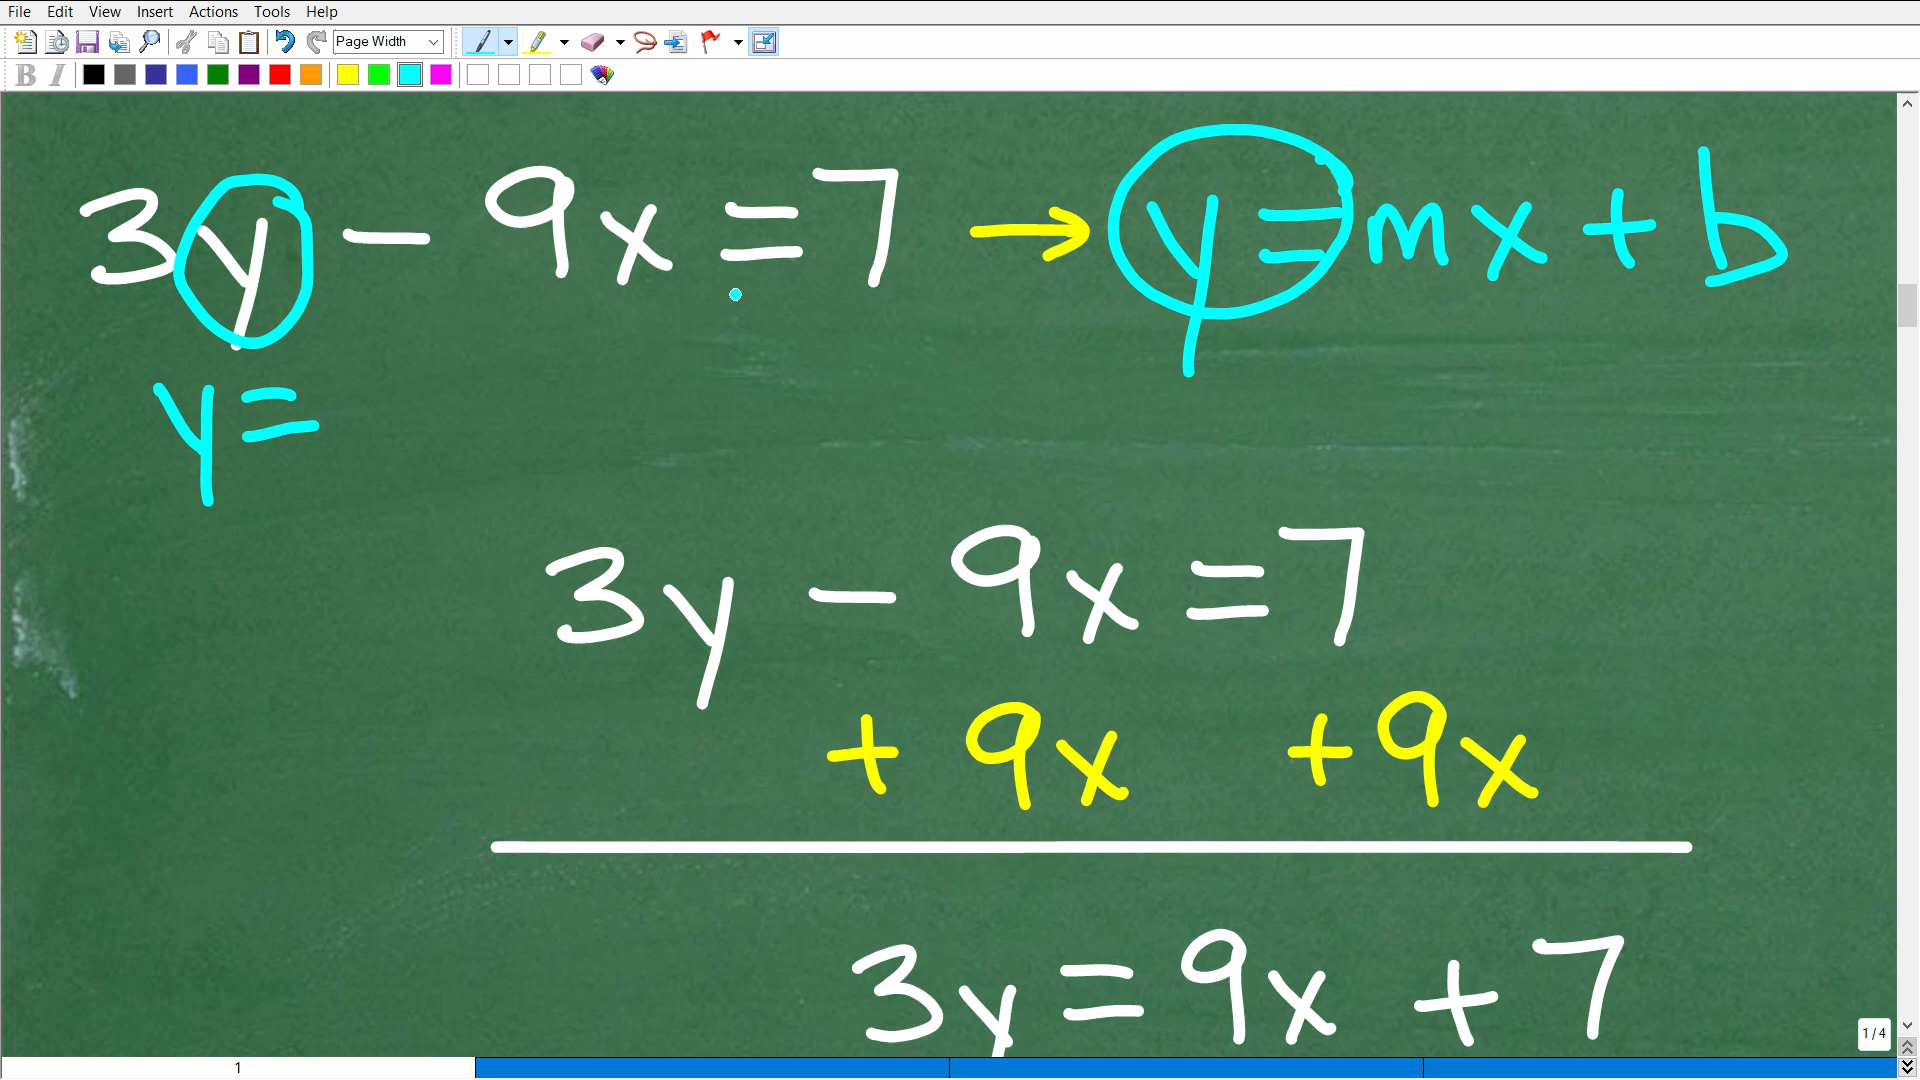 File Edit View Insert Actions Tools Help
Page Width
B I
3y - 9x = 7 → y = mx + b
y =
3y - 9x = 7
+ 9x + 9x
3y = 9x + 7
1 / 4
1